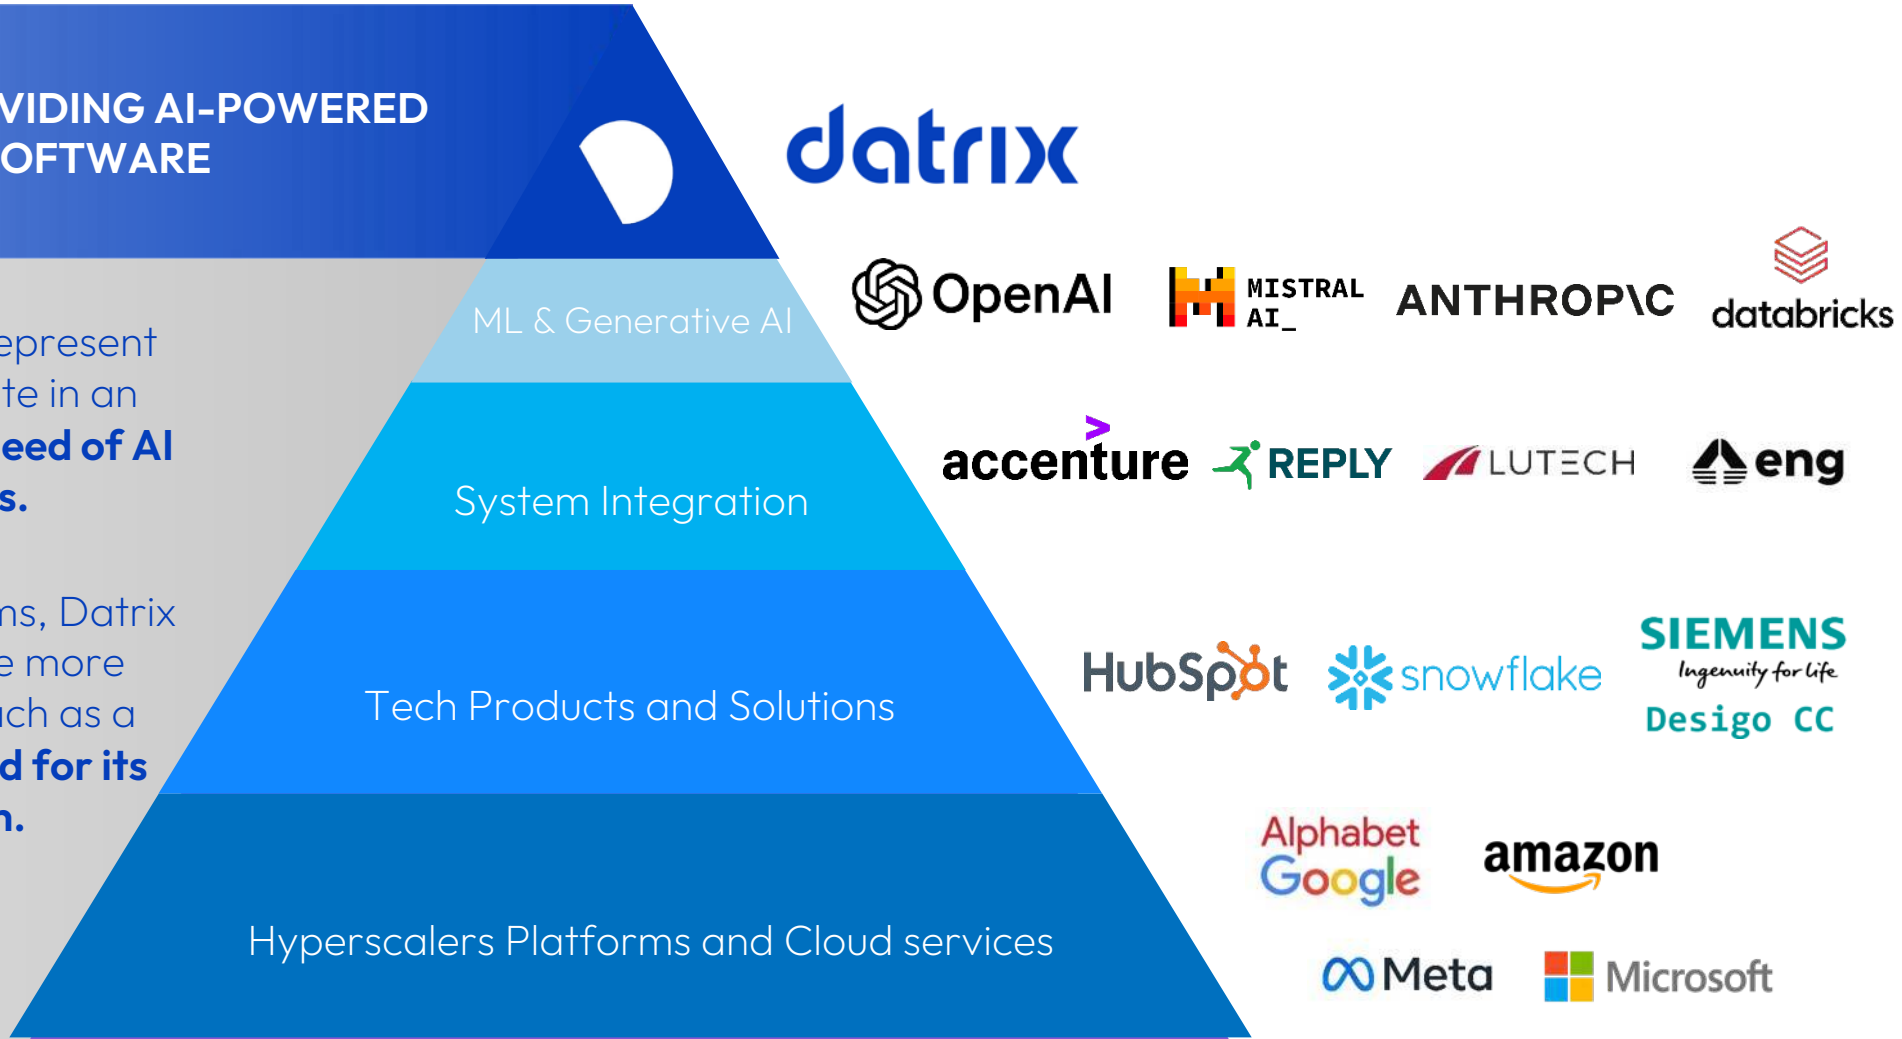 VIDING AI-POWERED
OFTWARE
epresent
te in an
eed of AI
s.
ms, Datrix
e more
ach as a
d for its
n.
datrix
ML & Generative AI
OpenAI
MISTRAL
AI_
ANTHROP\C
databricks
System Integration
accenture
REPLY
LUTECH
eng
Tech Products and Solutions
HubSpot
snowflake
SIEMENS
Ingenuity for life
Desigo CC
Hyperscalers Platforms and Cloud services
Alphabet
Google
amazon
Meta
Microsoft